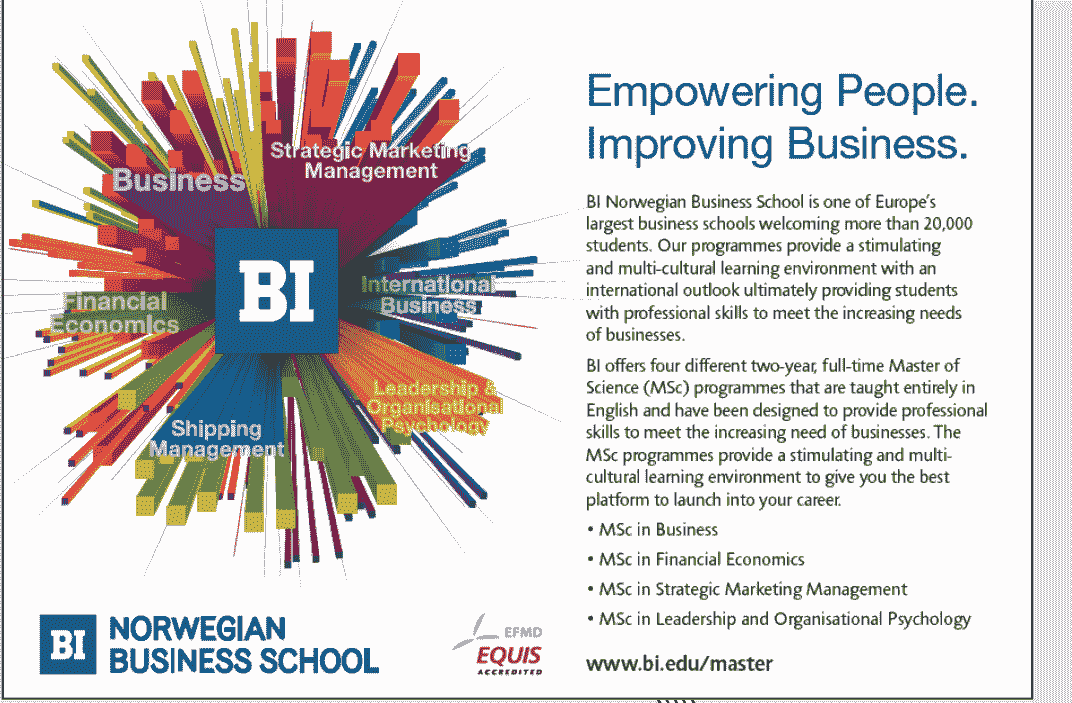 Strategic Marketing
Management
Business
BI
International
Business
Financial
Economics
Leadership &
Organisational
Psychology
Shipping
Management
BI
NORWEGIAN
BUSINESS SCHOOL
EFMD
EQUIS
ACCREDITED
Empowering People.
Improving Business.
BI Norwegian Business School is one of Europe's
largest business schools welcoming more than 20,000
students. Our programmes provide a stimulating
and multi-cultural learning environment with an
international outlook ultimately providing students
with professional skills to meet the increasing needs
of businesses.
BI offers four different two-year, full-time Master of
Science (MSc) programmes that are taught entirely in
English and have been designed to provide professional
skills to meet the increasing need of businesses. The
MSc programmes provide a stimulating and multi-
cultural learning environment to give you the best
platform to launch into your career.
• MSc in Business
• MSc in Financial Economics
• MSc in Strategic Marketing Management
• MSc in Leadership and Organisational Psychology
www.bi.edu/master